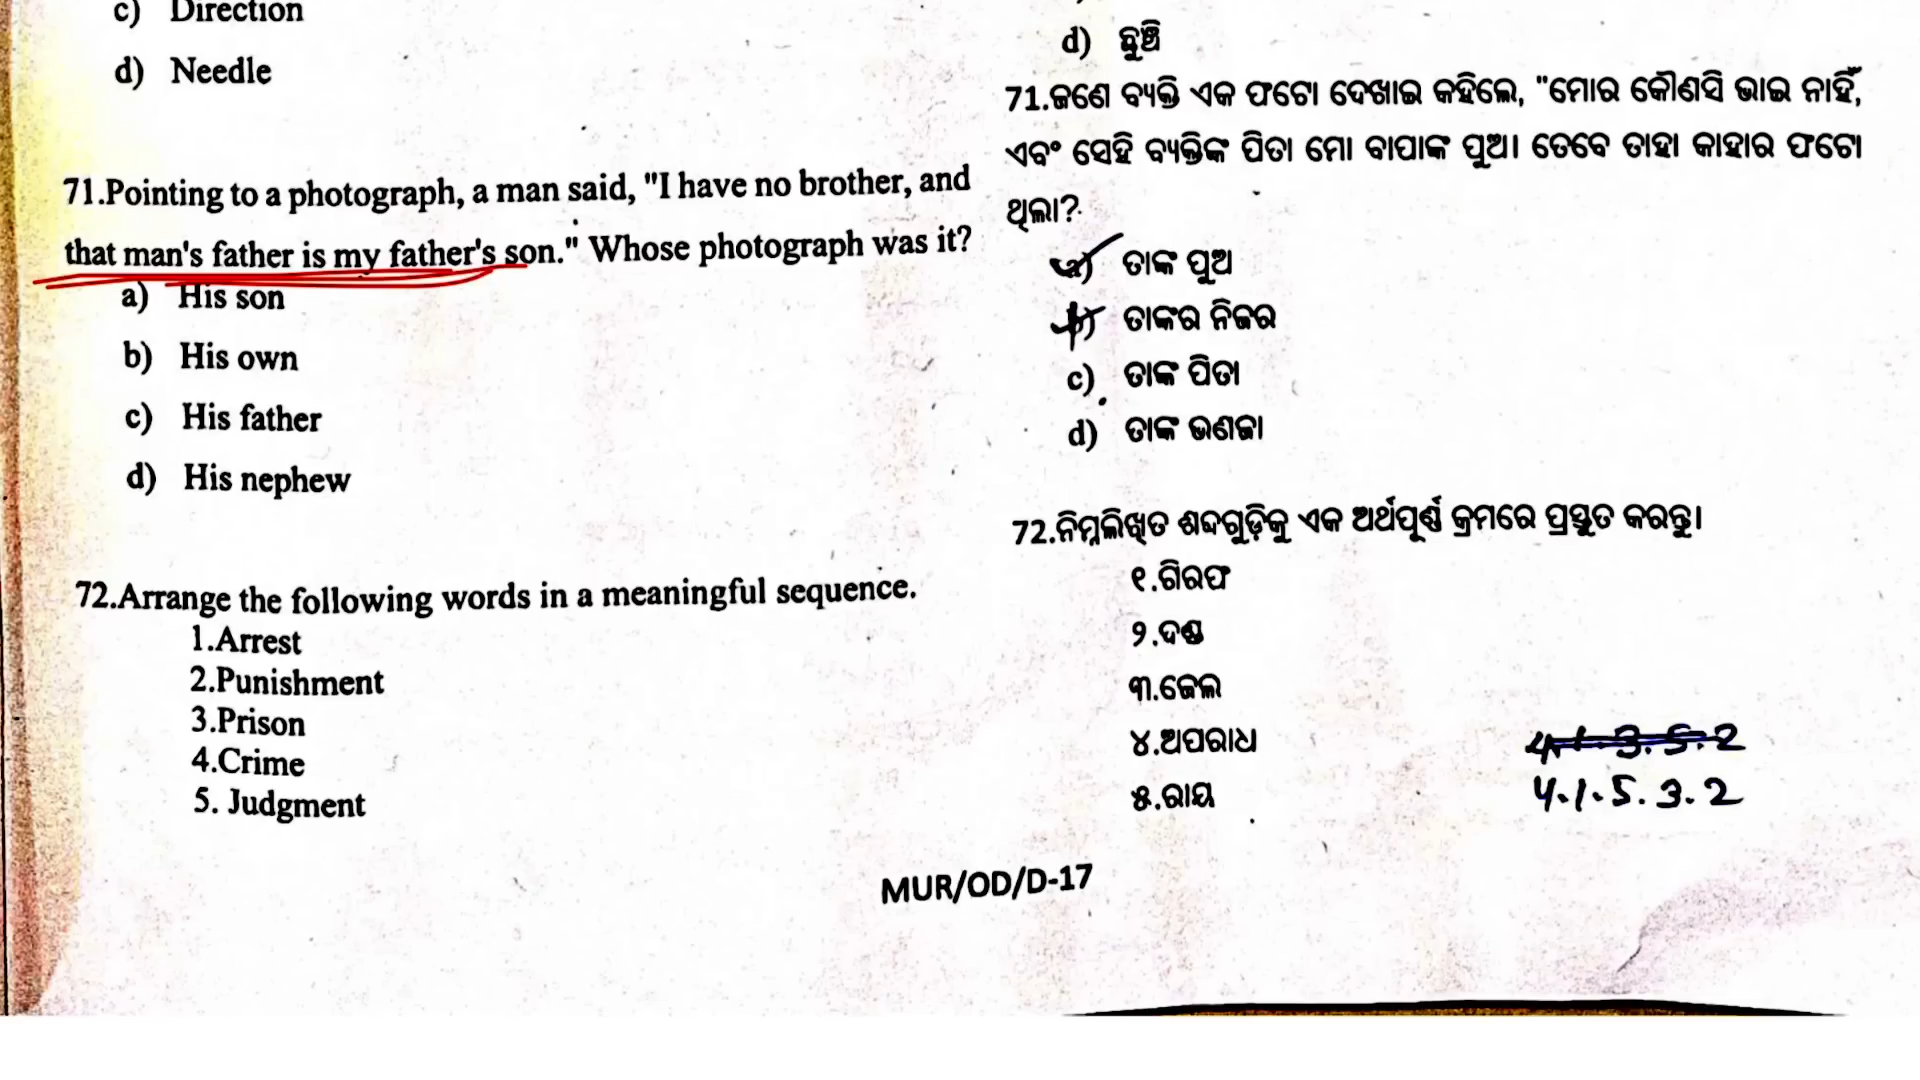 c) Direction
d) Needle
71.Pointing to a photograph, a man said, "I have no brother, and
that man's father is my father's son." Whose photograph was it?
a) His son
b) His own
c) His father
d) His nephew
72.Arrange the following words in a meaningful sequence.
1.Arrest
2.Punishment
3.Prison
4.Crime
5. Judgment
d) ଛୁଞ୍ଚି
71.ଜଣେ ବ୍ୟକ୍ତି ଏକ ଫଟୋ ଦେଖାଇ କହିଲେ, "ମୋର କୌଣସି ଭାଇ ନାହିଁ,
ଏବଂ ସେହି ବ୍ୟକ୍ତିଙ୍କ ପିତା ମୋ ବାପାଙ୍କ ପୁଅ। ତେବେ ତାହା କାହାର ଫଟୋ
ଥିଲା?
a) ତାଙ୍କ ପୁଅ
b) ତାଙ୍କର ନିଜର
c) ତାଙ୍କ ପିତା
d) ତାଙ୍କ ଭଣଜା
72.ନିମ୍ନଲିଖିତ ଶବ୍ଦଗୁଡ଼ିକୁ ଏକ ଅର୍ଥପୂର୍ଣ୍ଣ କ୍ରମରେ ପ୍ରସ୍ତୁତ କରନ୍ତୁ।
୧.ଗିରଫ
୨.ଦଣ୍ଡ
୩.ଜେଲ
୪.ଅପରାଧ
୫.ରାୟ
4.1.3.5.2
4.1.5.3.2
MUR/OD/D-17